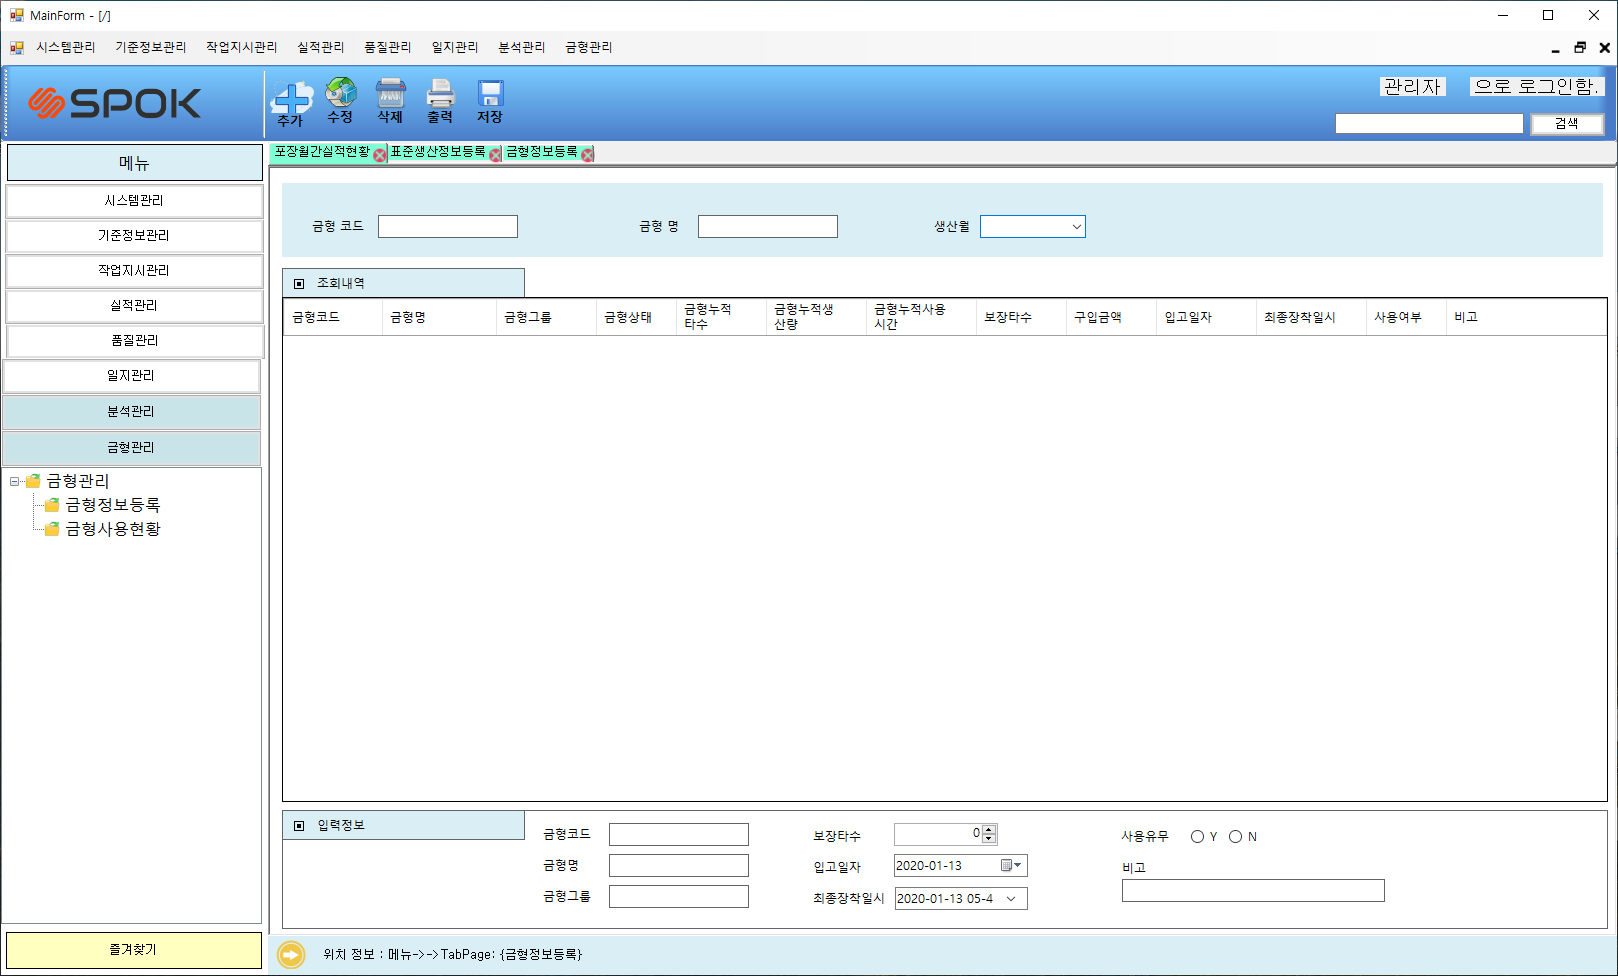 MainForm - [/]
시스템관리 기준정보관리 작업지시관리 실적관리 품질관리 일지관리 분석관리 금형관리
SPOK
추가 수정 삭제 출력 저장
관리자 으로 로그인함.
검색
메뉴
시스템관리
기준정보관리
작업지시관리
실적관리
품질관리
일지관리
분석관리
금형관리
금형관리
금형정보등록
금형사용현황
즐겨찾기
포장월간실적현황 표준생산정보등록 금형정보등록
금형 코드 금형 명 생산월
조회내역
금형코드 금형명 금형그룹 금형상태 금형누적타수 금형누적생산량 금형누적사용시간 보장타수 구입금액 입고일자 최종장착일시 사용여부 비고
입력정보
금형코드 보장타수 0 사용유무 Y N
금형명 입고일자 2020-01-13 비고
금형그룹 최종장착일시 2020-01-13 05-4
위치 정보 : 메뉴->->TabPage: {금형정보등록}